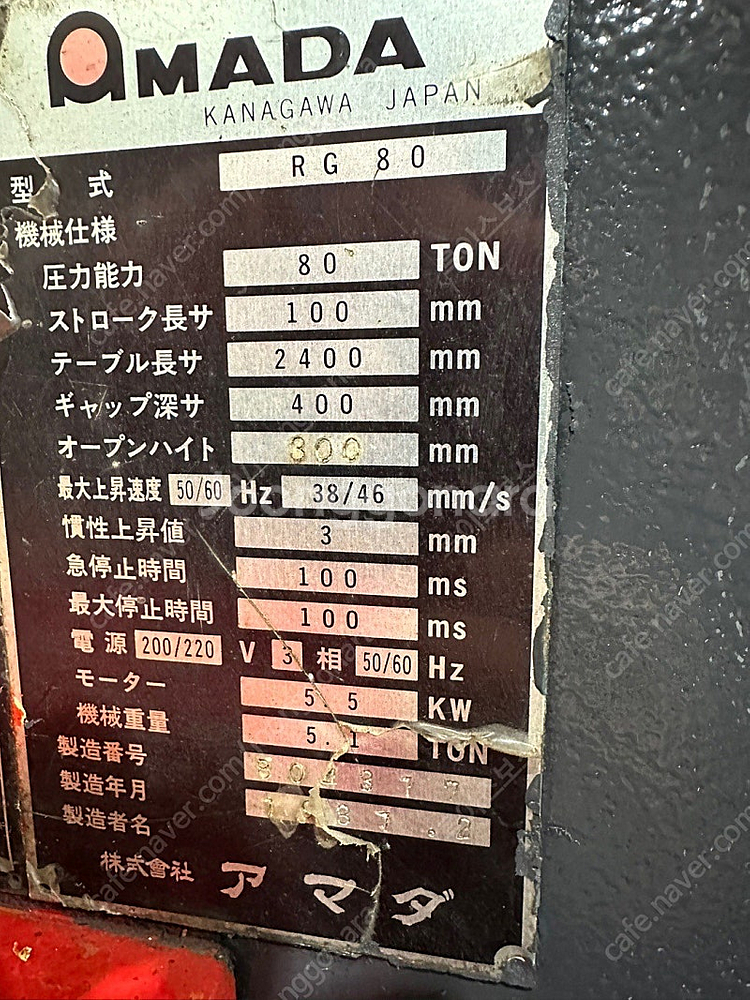 AMADA
KANAGAWA JAPAN
型式 RG 80
機械仕様
圧力能力 80 TON
ストローク長サ 100 mm
テーブル長サ 2400 mm
ギャップ深サ 400 mm
オープンハイト 300 mm
最大上昇速度 50/60 Hz 38/46 mm/s
慣性上昇値 3 mm
急停止時間 100 ms
最大停止時間 100 ms
電源 200/220 V 3 相 50/60 Hz
モーター 5.5 KW
機械重量 5.1 TON
製造番号 804377
製造年月 1987.2
製造者名
株式會社 アマダ
cafe.naver.com